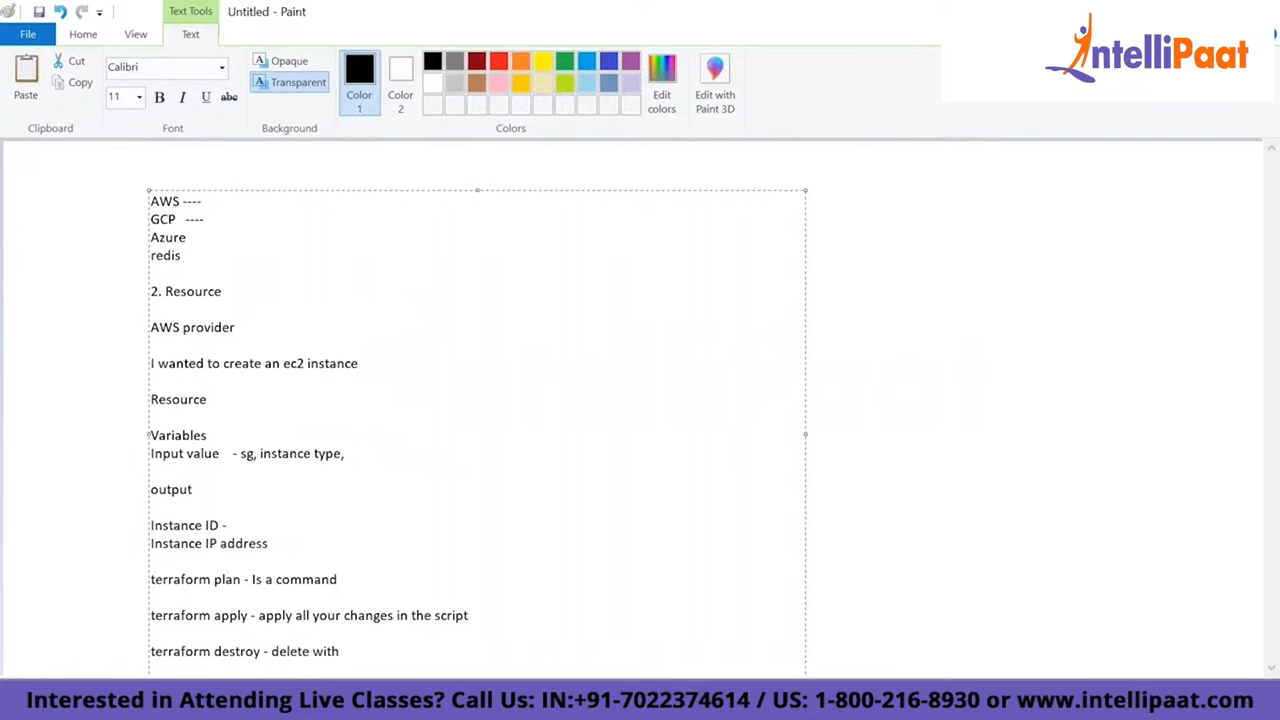 Text Tools
Untitled - Paint
File
Home
View
Text
Paste
Cut
Copy
Clipboard
Calibri
11
B I U abc
Font
A Opaque
A Transparent
Background
Color 1
Color 2
Edit colors
Colors
Edit with Paint 3D
IntelliPaat
AWS ----
GCP ----
Azure
redis
2. Resource
AWS provider
I wanted to create an ec2 instance
Resource
Variables
Input value - sg, instance type,
output
Instance ID -
Instance IP address
terraform plan - Is a command
terraform apply - apply all your changes in the script
terraform destroy - delete with
Interested in Attending Live Classes? Call Us: IN:+91-7022374614 / US: 1-800-216-8930 or www.intellipaat.com